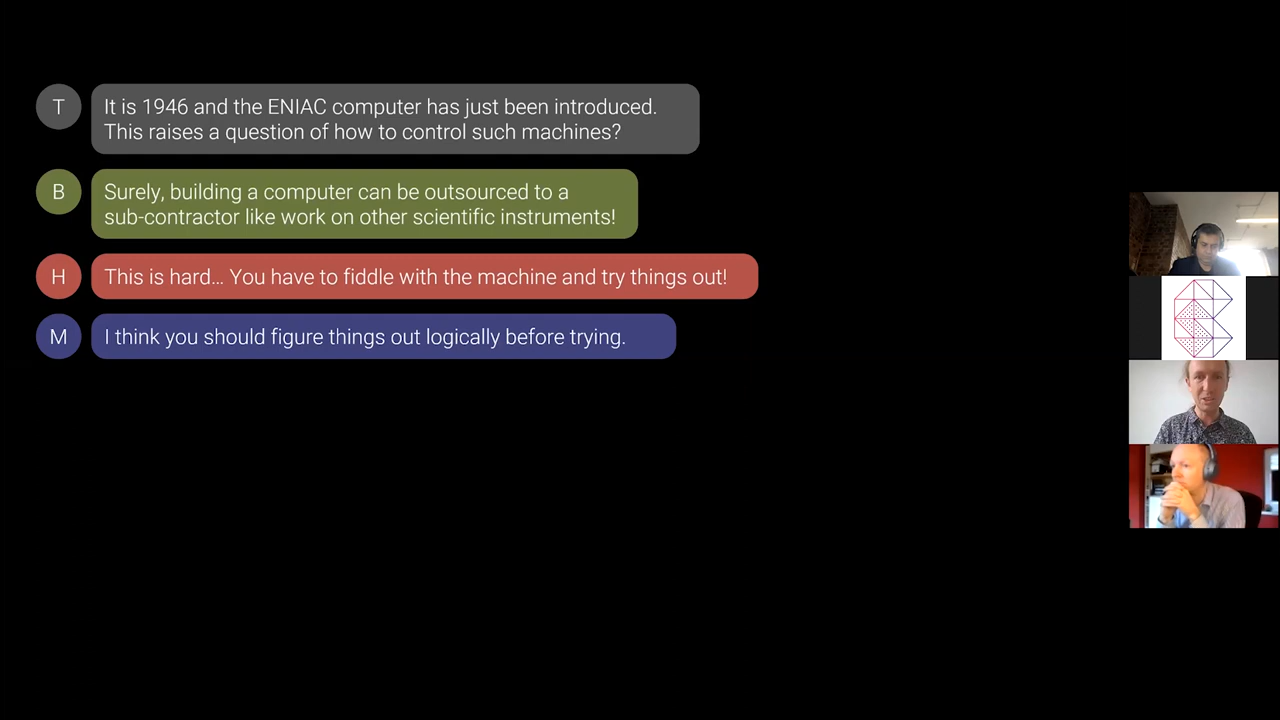 T
It is 1946 and the ENIAC computer has just been introduced.
This raises a question of how to control such machines?
B
Surely, building a computer can be outsourced to a
sub-contractor like work on other scientific instruments!
H
This is hard... You have to fiddle with the machine and try things out!
M
I think you should figure things out logically before trying.